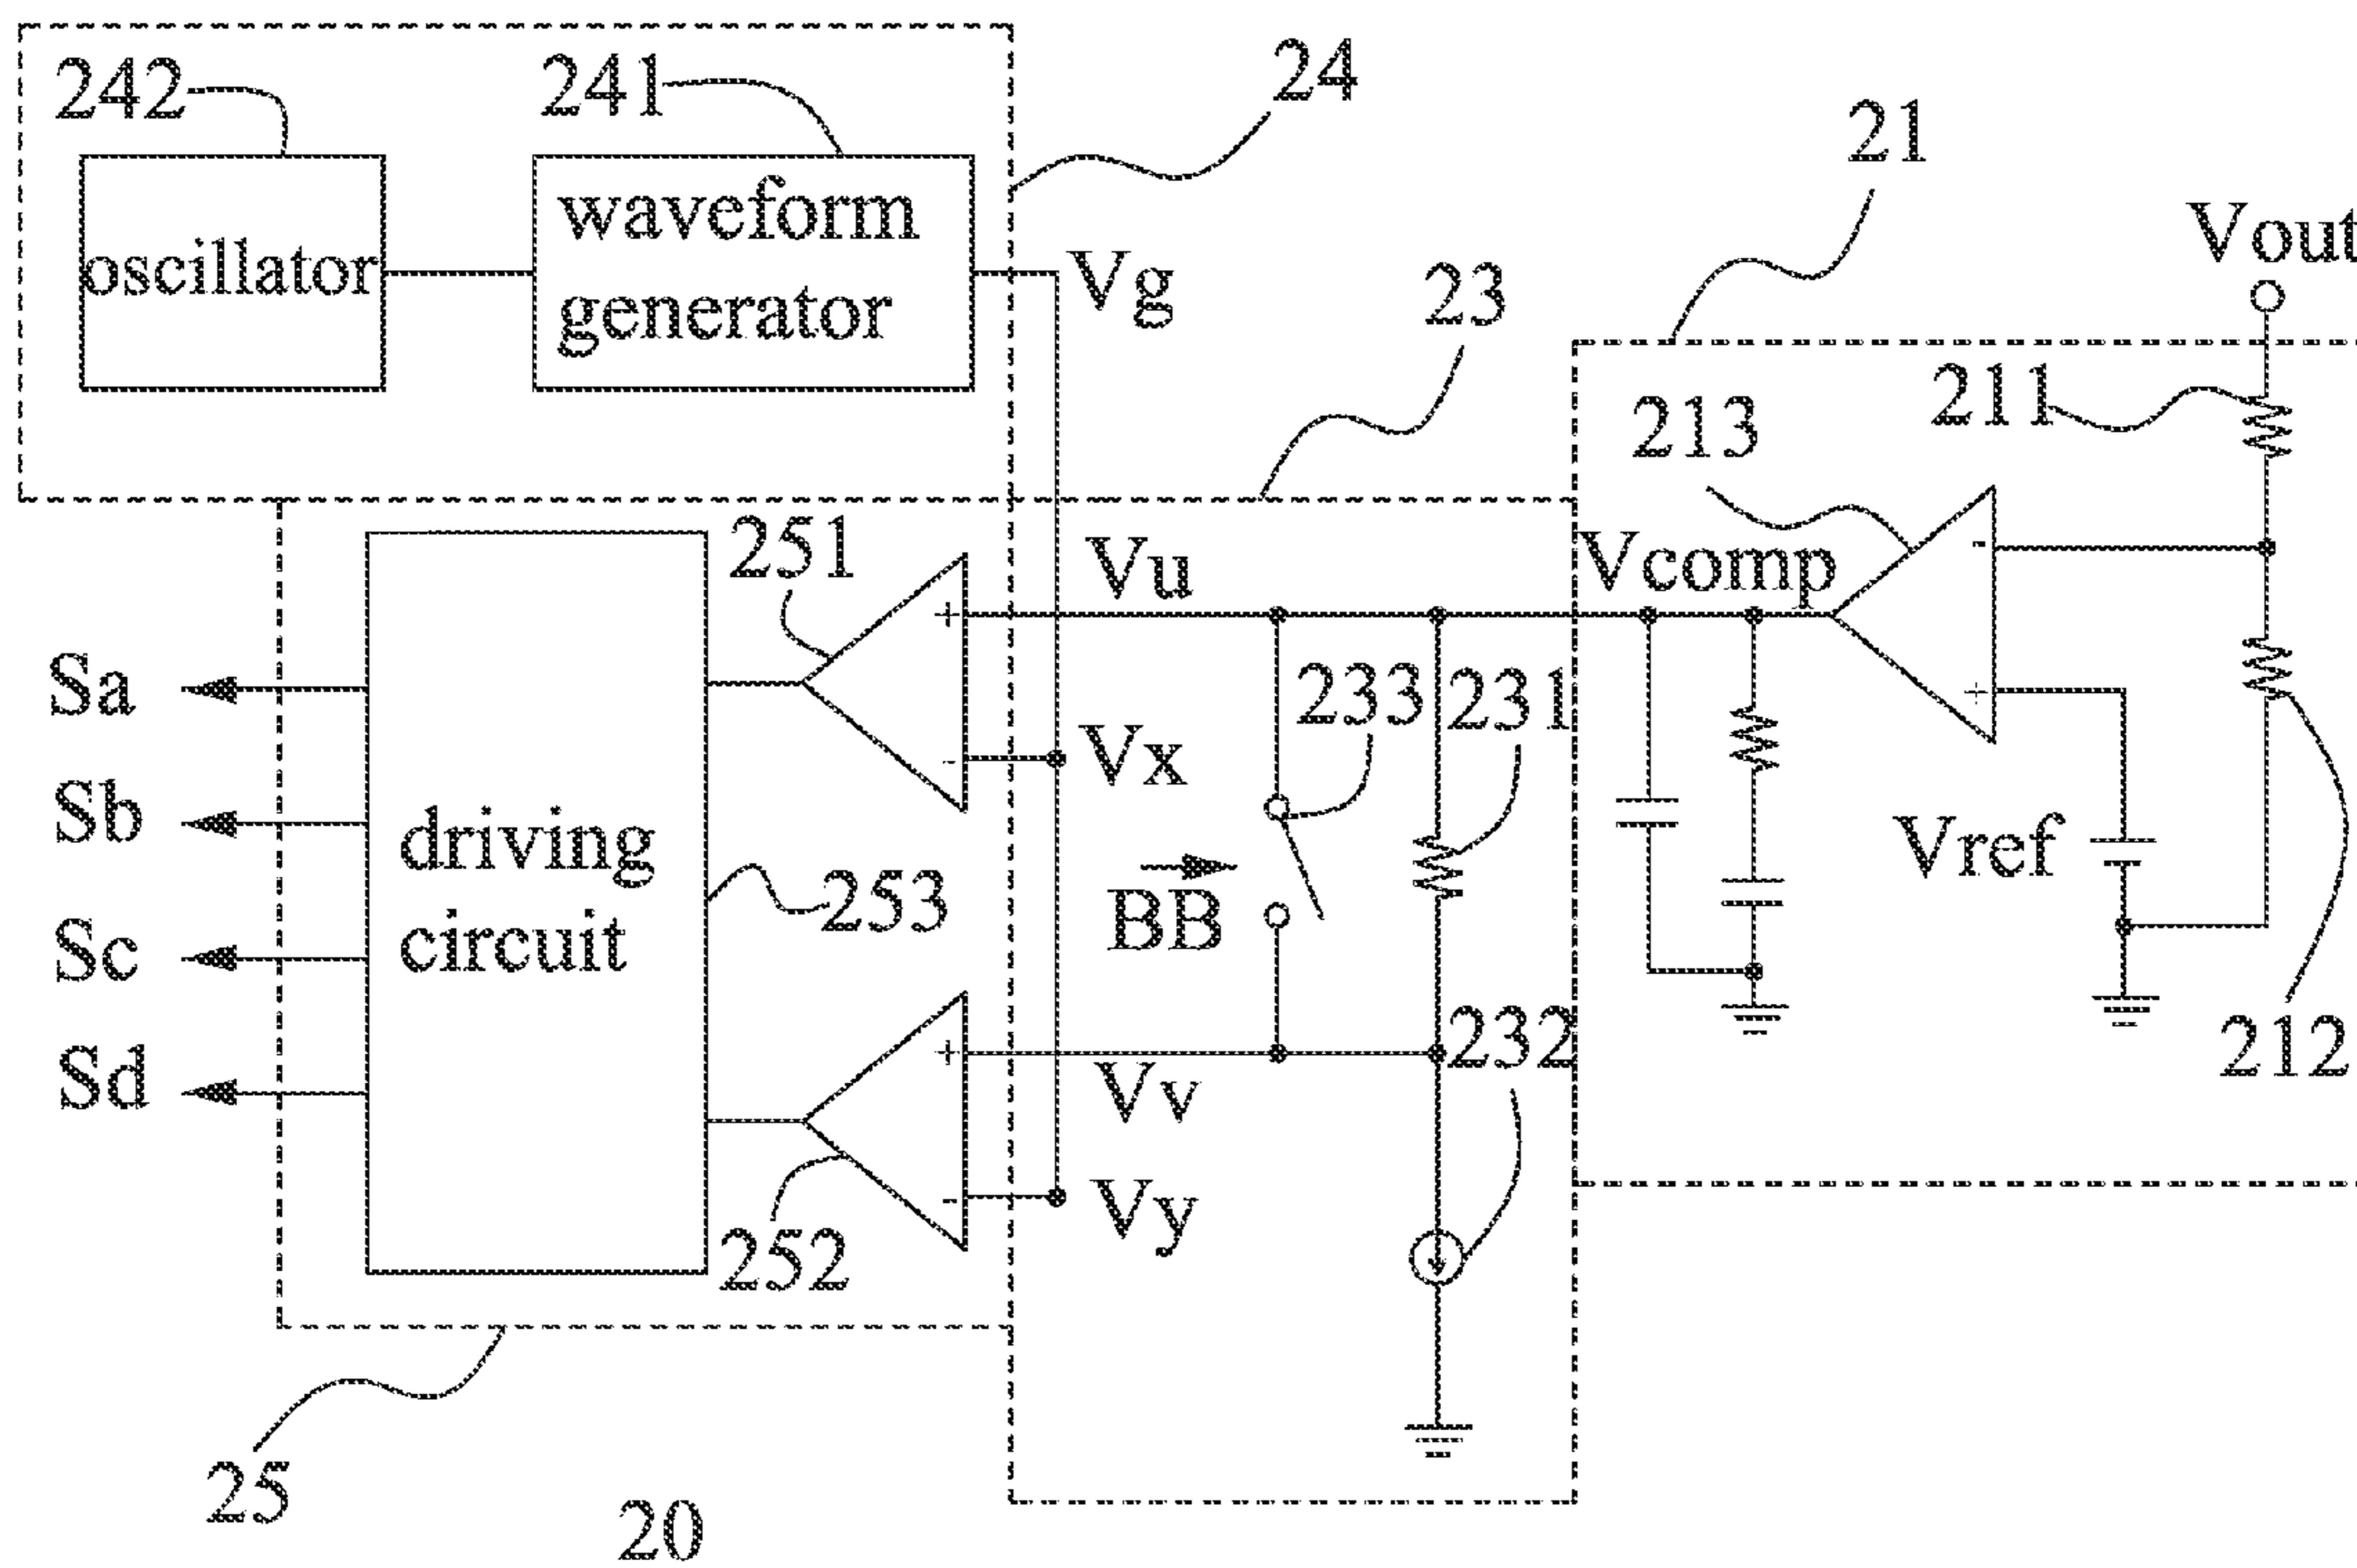 242
241
24
21
oscillator
waveform
generator
Vg
23
Vout
211
213
251
Vu
Vcomp
-
+
Sa
233
231
+
Vx
-
Sb
driving
circuit
253
BB
Vref
Sc
232
212
+
Sd
Vv
-
Vy
252
25
20